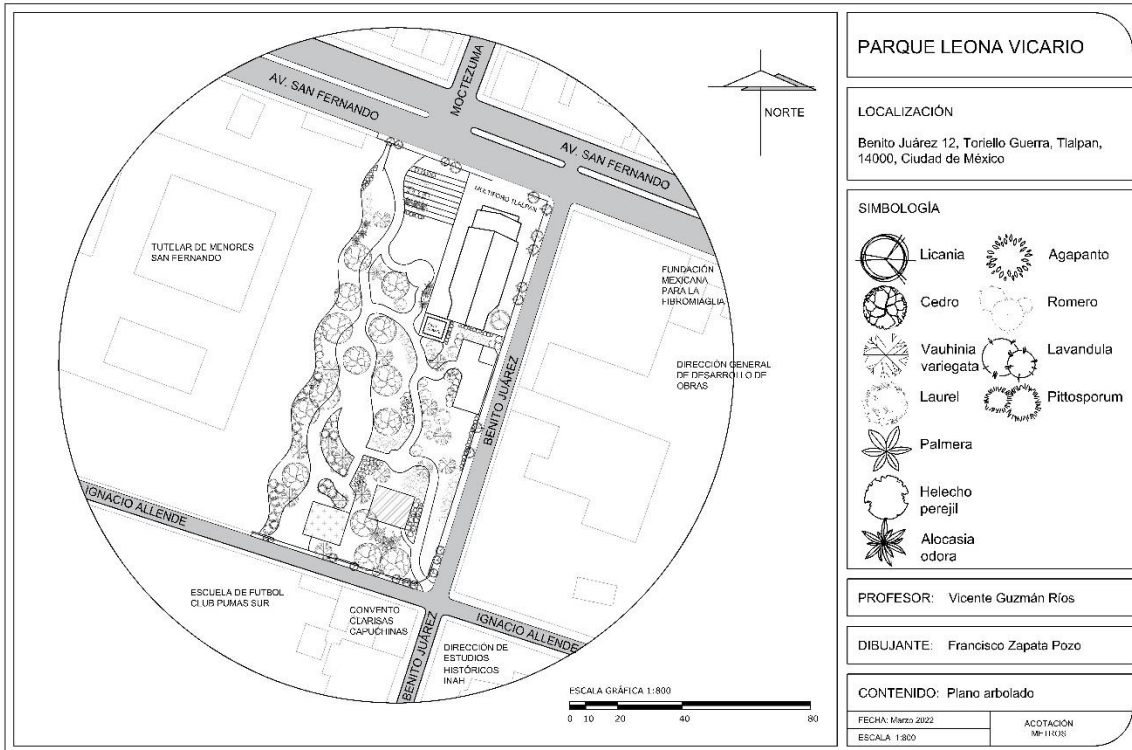 AV. SAN FERNANDO
MOCTEZUMA
AV. SAN FERNANDO
NORTE
MULTIFORO TLALPAN
TUTELAR DE MENORES
SAN FERNANDO
FUNDACIÓN
MEXICANA
PARA LA
FIBROMIAGLIA
DIRECCIÓN GENERAL
DE DESARROLLO DE
OBRAS
BENITO JUÁREZ
IGNACIO ALLENDE
ESCUELA DE FUTBOL
CLUB PUMAS SUR
CONVENTO
CLARISAS
CAPUCHINAS
BENITO JUÁREZ
DIRECCIÓN DE
ESTUDIOS
HISTÓRICOS
INAH
IGNACIO ALLENDE
ESCALA GRÁFICA 1:800
0 10 20 40 80
PARQUE LEONA VICARIO
LOCALIZACIÓN
Benito Juárez 12, Toriello Guerra, Tlalpan,
14000, Ciudad de México
SIMBOLOGÍA
Licania
Agapanto
Cedro
Romero
Vauhinia
variegata
Lavandula
Laurel
Pittosporum
Palmera
Helecho
perejil
Alocasia
odora
PROFESOR: Vicente Guzmán Ríos
DIBUJANTE: Francisco Zapata Pozo
CONTENIDO: Plano arbolado
FECHA: Marzo 2022
ESCALA 1:800
ACOTACIÓN
METROS